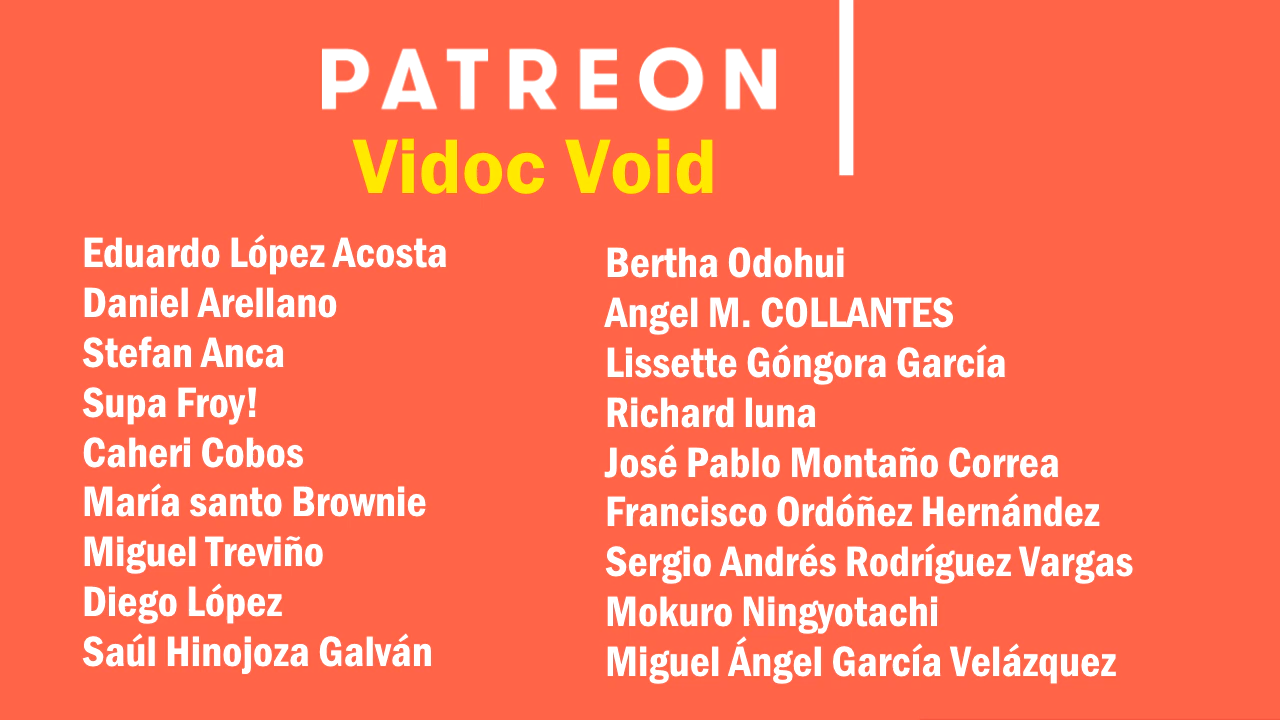 PATREON
Vidoc Void
Eduardo López Acosta
Daniel Arellano
Stefan Anca
Supa Froy!
Caheri Cobos
María santo Brownie
Miguel Treviño
Diego López
Saúl Hinojoza Galván
Bertha Odohui
Angel M. COLLANTES
Lissette Góngora García
Richard luna
José Pablo Montaño Correa
Francisco Ordóñez Hernández
Sergio Andrés Rodríguez Vargas
Mokuro Ningyotachi
Miguel Ángel García Velázquez